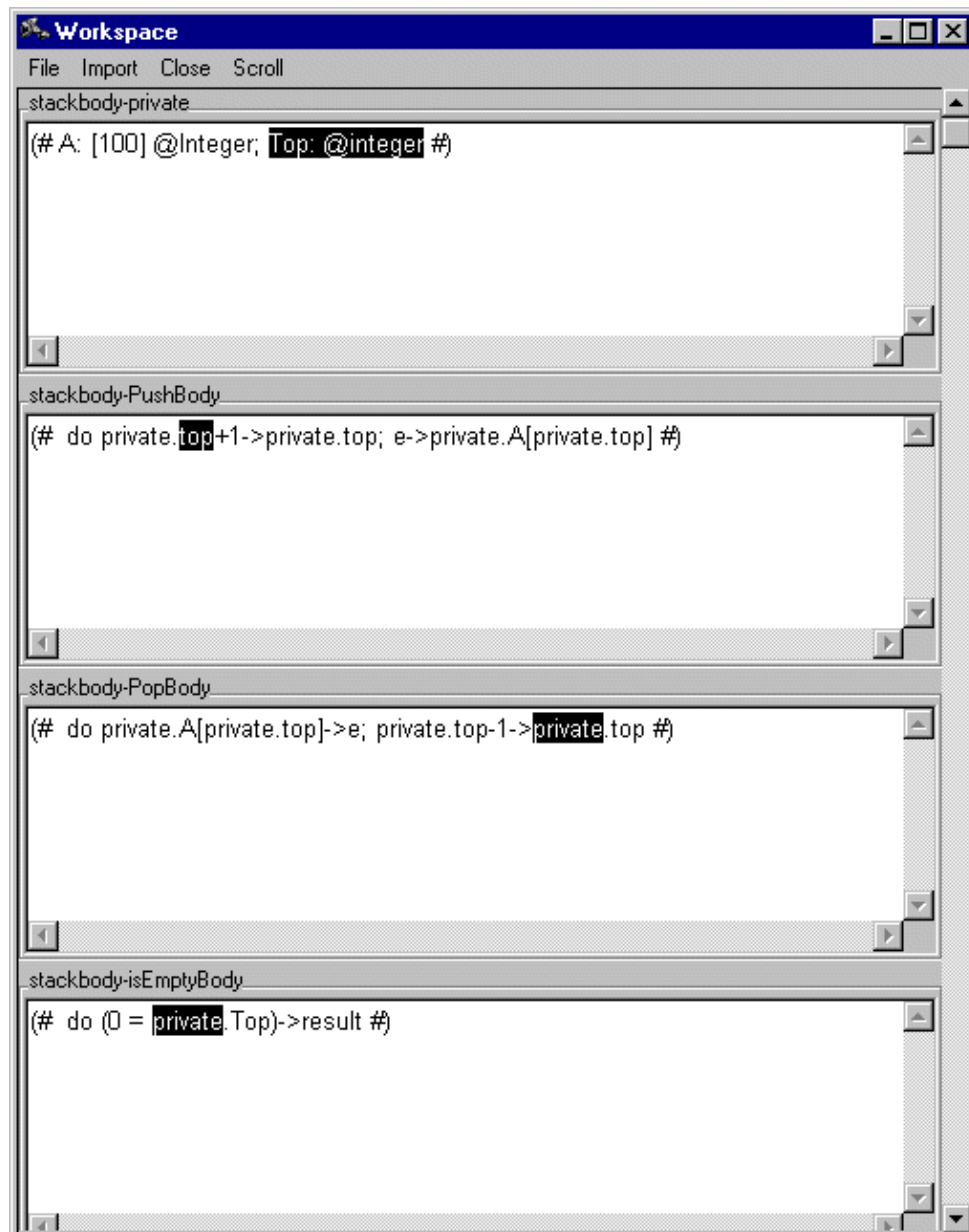 Workspace
File Import Close Scroll
stackbody-private
(# A: [100] @Integer; Top: @integer #)
stackbody-PushBody
(#  do private.top+1->private.top; e->private.A[private.top] #)
stackbody-PopBody
(#  do private.A[private.top]->e; private.top-1->private.top #)
stackbody-isEmptyBody
(#  do (0 = private.Top)->result #)